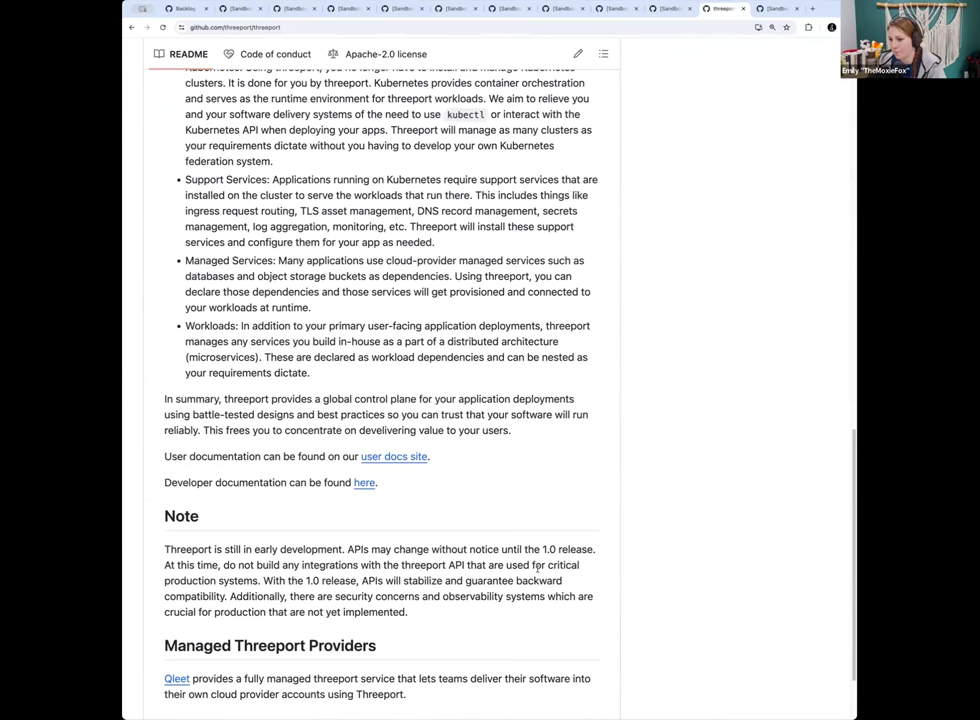 Backlog
[Sandbo
[Sandbo
[Sandbo
[Sandbo
[Sandbo
[Sandbo
[Sandbo
[Sandbo
[Sandbo
threepor
[Sandbo
github.com/threeport/threeport
Emily "TheMoxieFox"
README
Code of conduct
Apache-2.0 license
clusters. It is done for you by threeport. Kubernetes provides container orchestration
and serves as the runtime environment for threeport workloads. We aim to relieve you
and your software delivery systems of the need to use kubectl or interact with the
Kubernetes API when deploying your apps. Threeport will manage as many clusters as
your requirements dictate without you having to develop your own Kubernetes
federation system.
• Support Services: Applications running on Kubernetes require support services that are
installed on the cluster to serve the workloads that run there. This includes things like
ingress request routing, TLS asset management, DNS record management, secrets
management, log aggregation, monitoring, etc. Threeport will install these support
services and configure them for your app as needed.
• Managed Services: Many applications use cloud-provider managed services such as
databases and object storage buckets as dependencies. Using threeport, you can
declare those dependencies and those services will get provisioned and connected to
your workloads at runtime.
• Workloads: In addition to your primary user-facing application deployments, threeport
manages any services you build in-house as a part of a distributed architecture
(microservices). These are declared as workload dependencies and can be nested as
your requirements dictate.
In summary, threeport provides a global control plane for your application deployments
using battle-tested designs and best practices so you can trust that your software will run
reliably. This frees you to concentrate on develivering value to your users.
User documentation can be found on our user docs site.
Developer documentation can be found here.
Note
Threeport is still in early development. APIs may change without notice until the 1.0 release.
At this time, do not build any integrations with the threeport API that are used for critical
production systems. With the 1.0 release, APIs will stabilize and guarantee backward
compatibility. Additionally, there are security concerns and observability systems which are
crucial for production that are not yet implemented.
Managed Threeport Providers
Qleet provides a fully managed threeport service that lets teams deliver their software into
their own cloud provider accounts using Threeport.